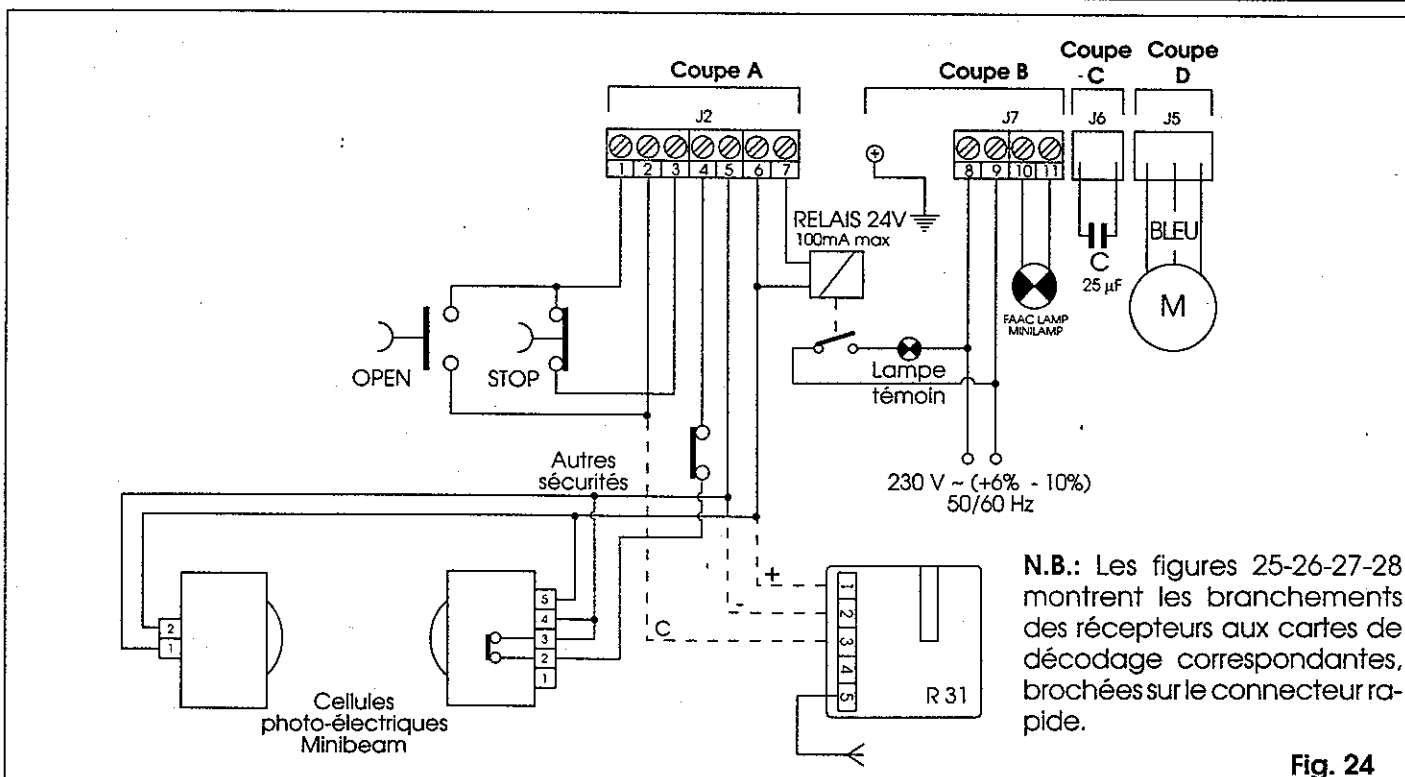 Coupe A
Coupe B
Coupe
- C
Coupe
D
J2
J7
J6
J5
1 2 3 4 5 6 7
8 9 10 11
RELAIS 24V
100mA max
BLEU
C
25 µF
M
FAAC LAMP
MINILAMP
OPEN
STOP
Lampe
témoin
Autres
sécurités
230 V ~ (+6% - 10%)
50/60 Hz
+
-
C
2
1
5
4
3
2
1
1
2
3
4
5
R 31
Cellules
photo-électriques
Minibeam
N.B.: Les figures 25-26-27-28
montrent les branchements
des récepteurs aux cartes de
décodage correspondantes,
brochées sur le connecteur ra-
pide.
Fig. 24